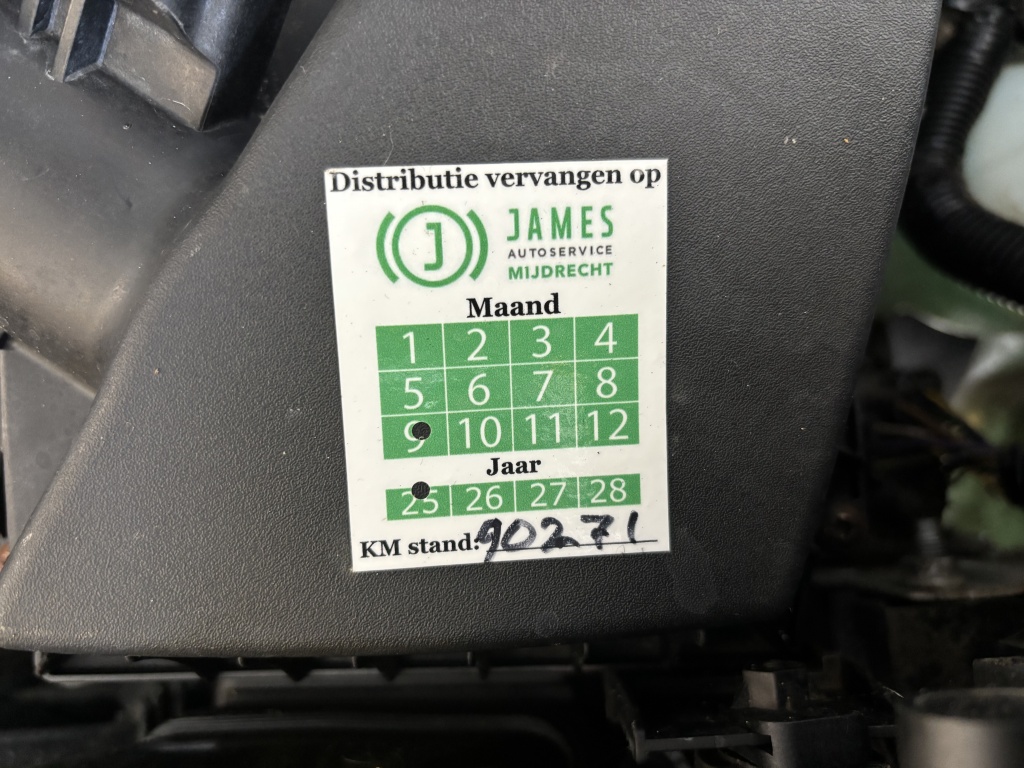 Distributie vervangen op
J JAMES
AUTOSERVICE
MIJDRECHT
Maand
1 2 3 4
5 6 7 8
9 10 11 12
Jaar
25 26 27 28
KM stand: 90271